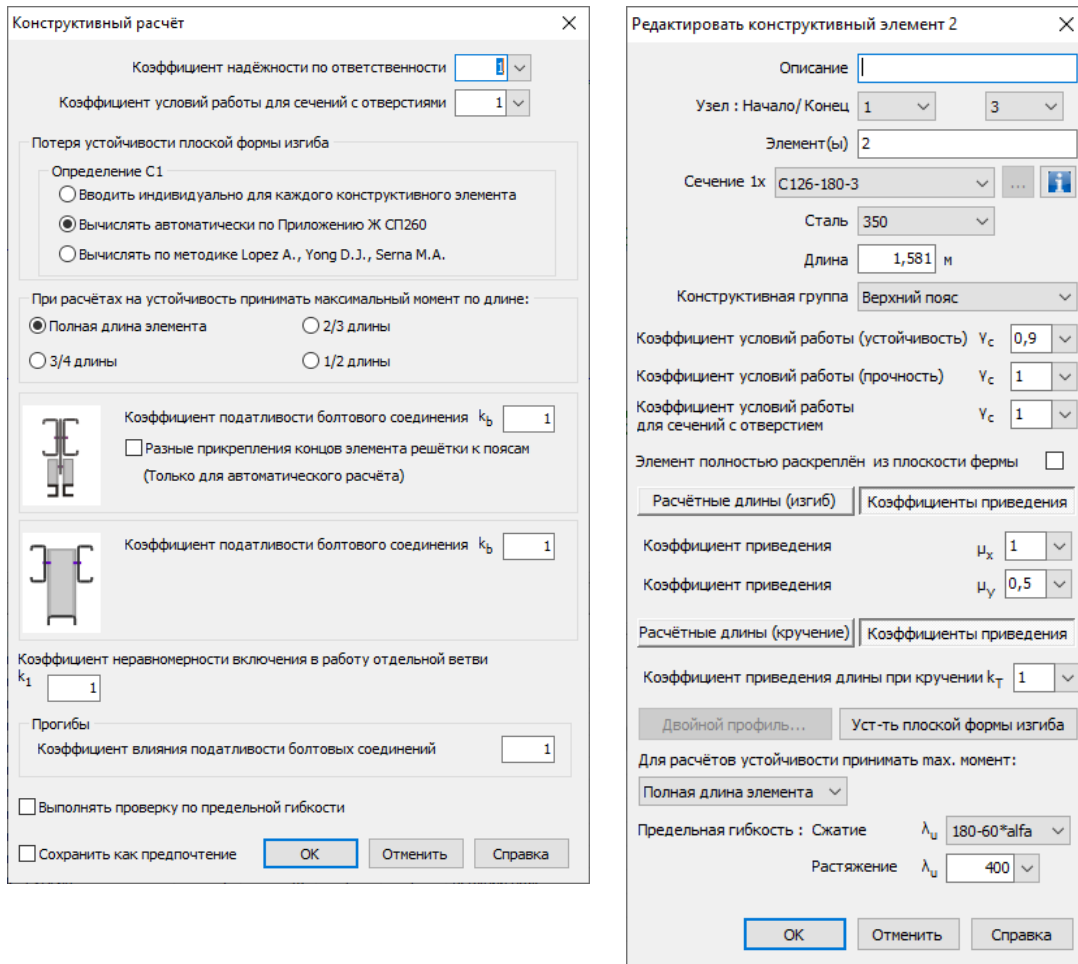 Конструктивный расчёт
Коэффициент надёжности по ответственности 1
Коэффициент условий работы для сечений с отверстиями 1
Потеря устойчивости плоской формы изгиба
Определение С1
Вводить индивидуально для каждого конструктивного элемента
Вычислять автоматически по Приложению Ж СП260
Вычислять по методике Lopez A., Yong D.J., Serna M.A.
При расчётах на устойчивость принимать максимальный момент по длине:
Полная длина элемента 2/3 длины
3/4 длины 1/2 длины
Коэффициент податливости болтового соединения kb 1
Разные прикрепления концов элемента решётки к поясам
(Только для автоматического расчёта)
Коэффициент податливости болтового соединения kb 1
Коэффициент неравномерности включения в работу отдельной ветви
k1 1
Прогибы
Коэффициент влияния податливости болтовых соединений 1
Выполнять проверку по предельной гибкости
Сохранить как предпочтение OK Отменить Справка
Редактировать конструктивный элемент 2
Описание
Узел : Начало/ Конец 1 3
Элемент(ы) 2
Сечение 1x C126-180-3 ... i
Сталь 350
Длина 1,581 м
Конструктивная группа Верхний пояс
Коэффициент условий работы (устойчивость) γc 0,9
Коэффициент условий работы (прочность) γc 1
Коэффициент условий работы
для сечений с отверстием γc 1
Элемент полностью раскреплён из плоскости фермы
Расчётные длины (изгиб) Коэффициенты приведения
Коэффициент приведения μx 1
Коэффициент приведения μy 0,5
Расчётные длины (кручение) Коэффициенты приведения
Коэффициент приведения длины при кручении kT 1
Двойной профиль... Уст-ть плоской формы изгиба
Для расчётов устойчивости принимать max. момент:
Полная длина элемента
Предельная гибкость : Сжатие λu 180-60*alfa
Растяжение λu 400
OK Отменить Справка